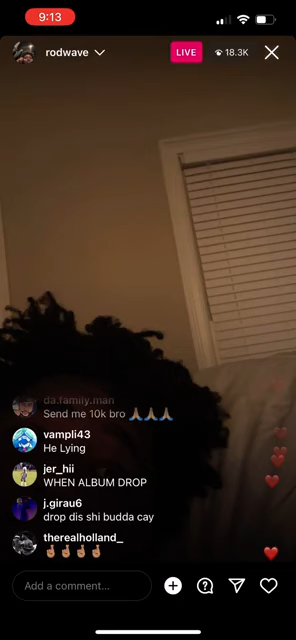 9:13
rodwave
LIVE
18.3K
da.family.man
Send me 10k bro 🙏🏼🙏🏼🙏🏼
vampli43
He Lying
jer_hii
WHEN ALBUM DROP
j.girau6
drop dis shi budda cay
therealholland_
🤞🏽🤞🏽🤞🏽🤞🏽
Add a comment…